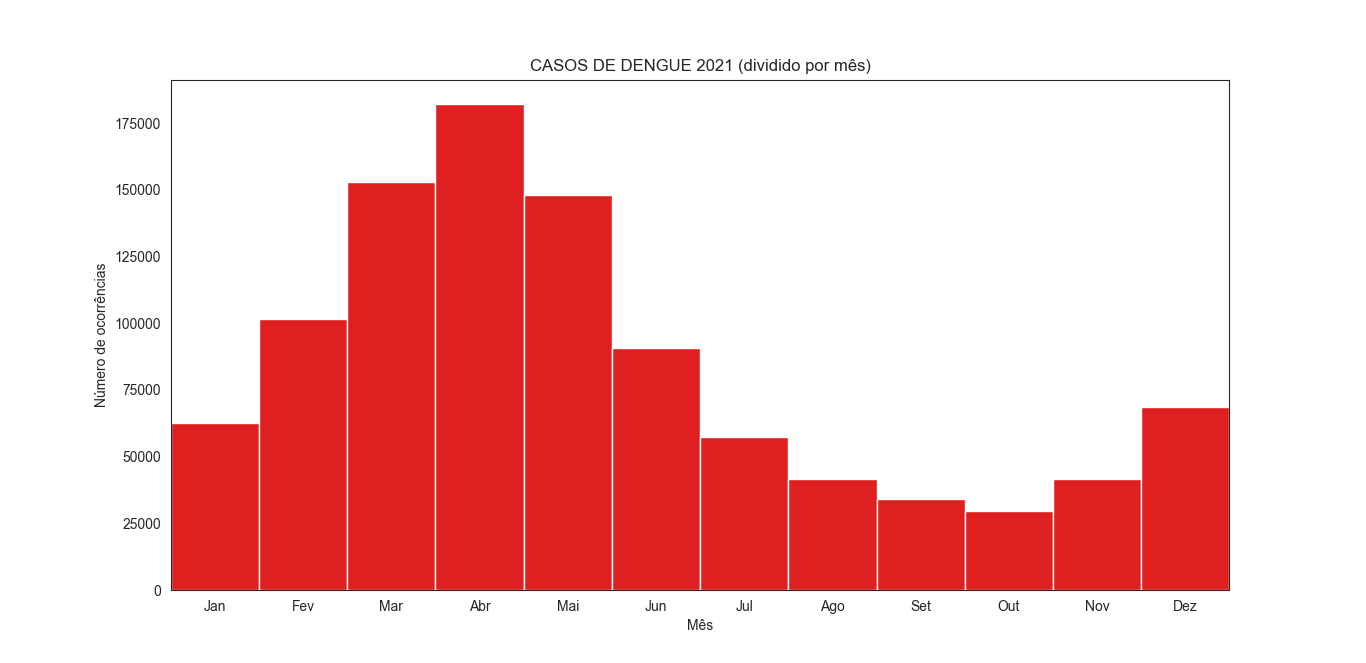 CASOS DE DENGUE 2021 (dividido por mês)
175000
150000
125000
100000
75000
50000
25000
0
Número de ocorrências
Jan Fev Mar Abr Mai Jun Jul Ago Set Out Nov Dez
Mês